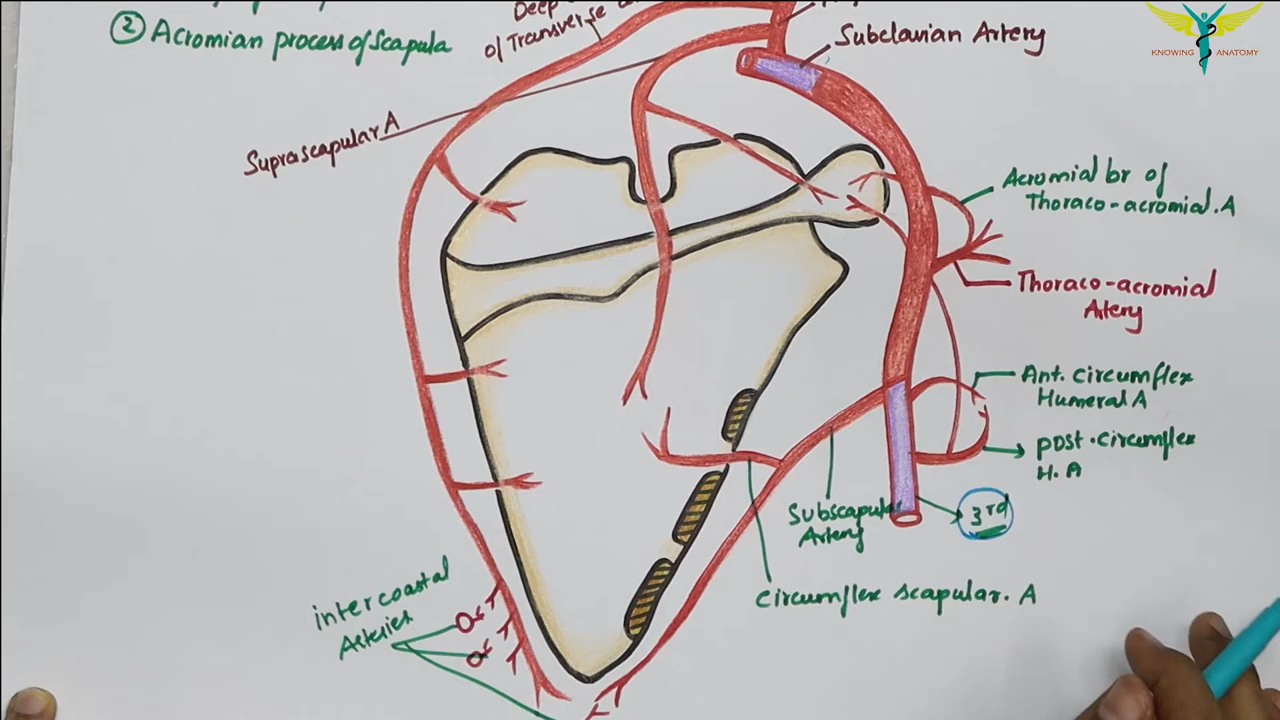 ② Acromian process of Scapula
Deep
of Transverse
Subclavian Artery
KNOWING ANATOMY
Suprascapular A
Acromial br of
Thoraco-acromial. A
Thoraco-acromial
Artery
Ant. circumflex
Humeral A
post. circumflex
H. A
3rd
Subscapular
Artery
circumflex scapular. A
intercoastal
Arteries